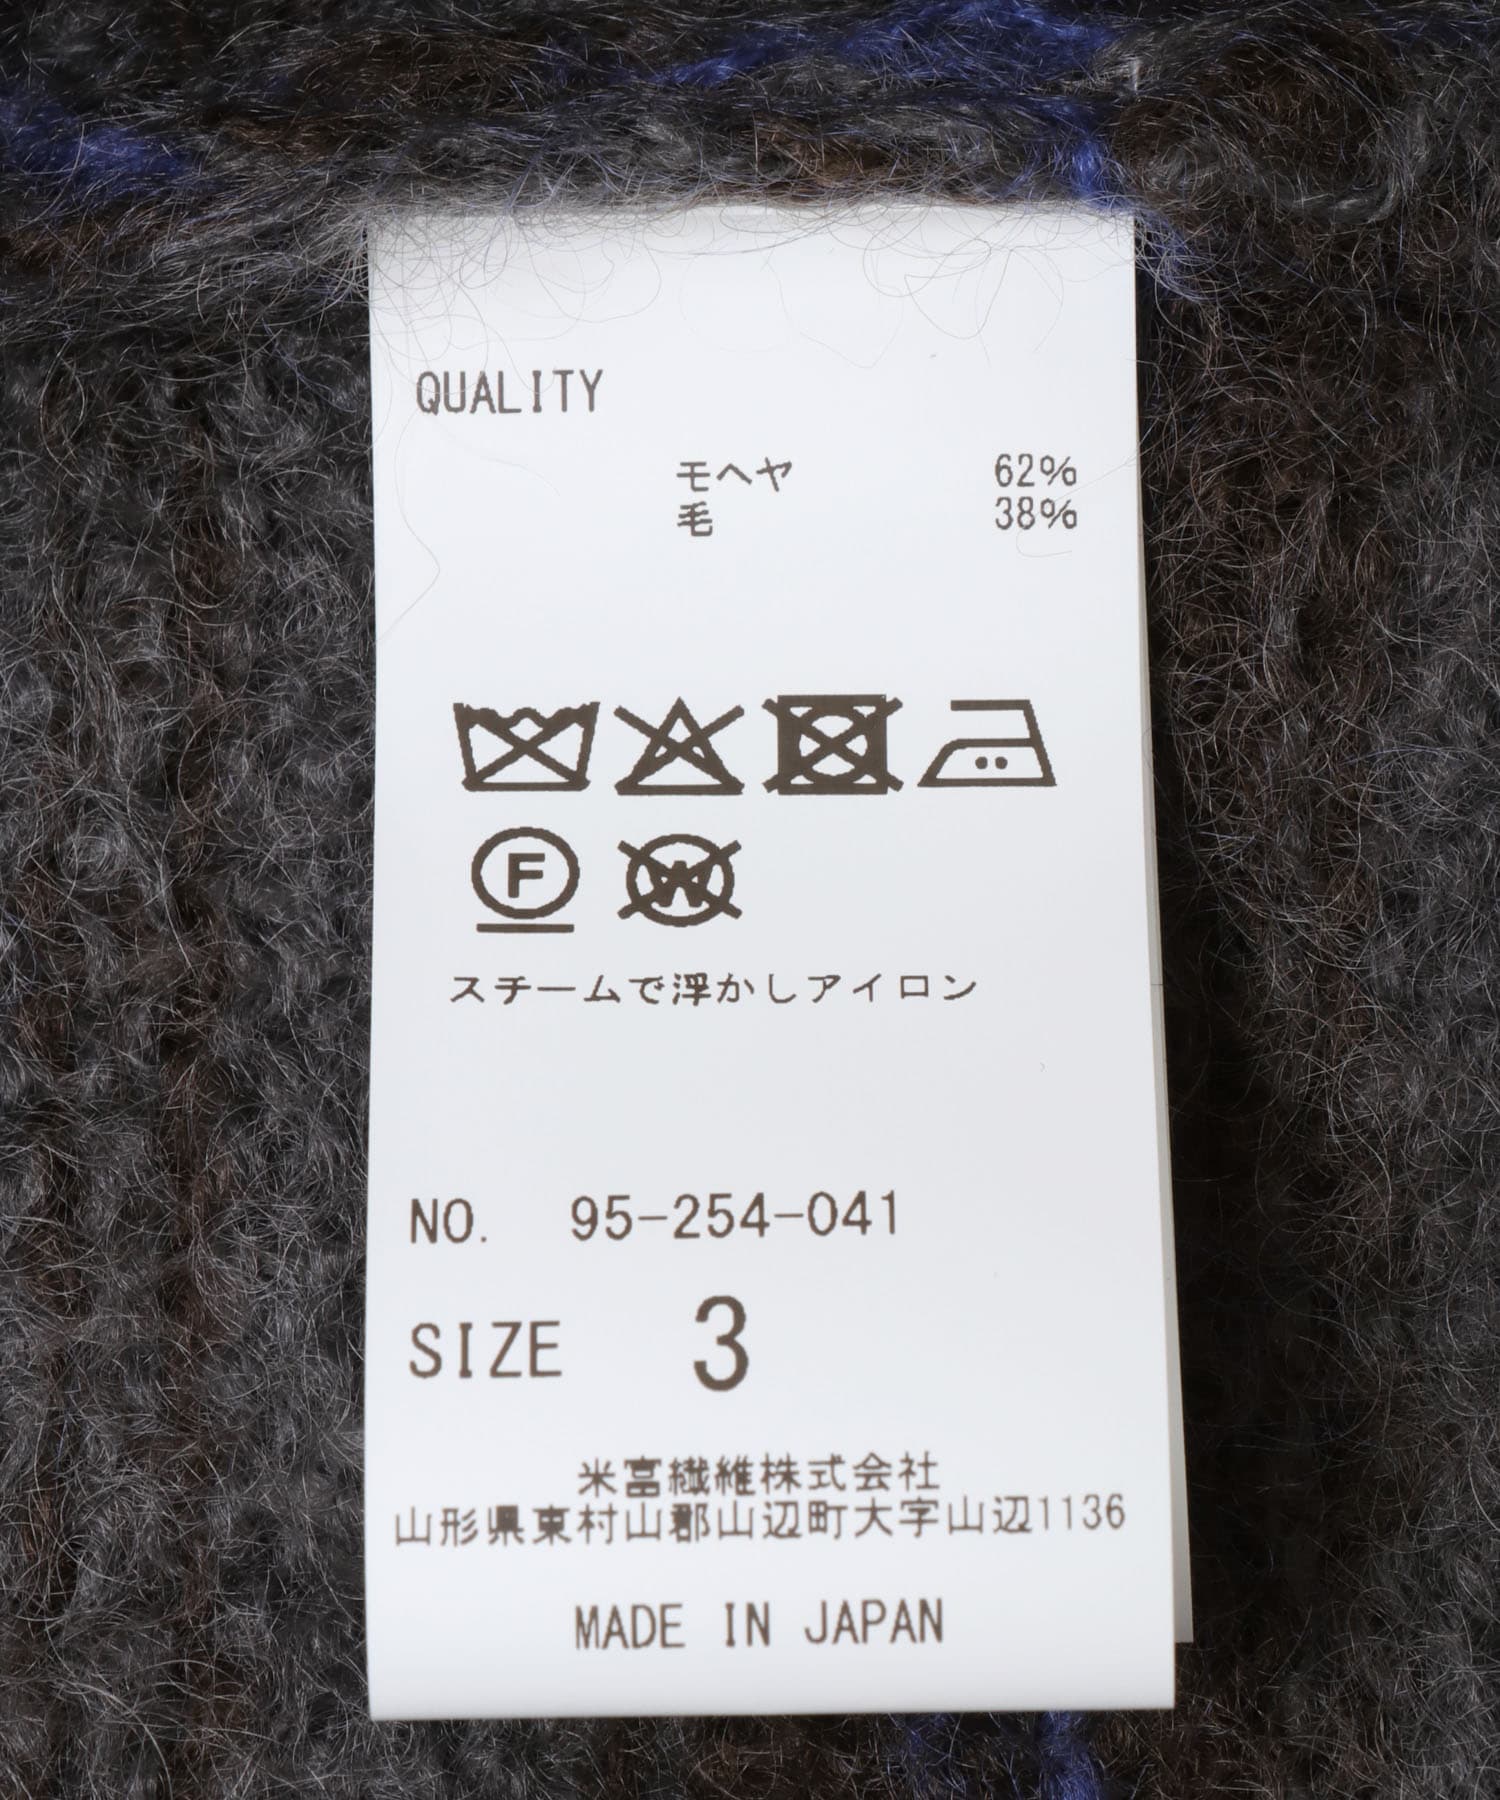 QUALITY
モヘヤ 62%
毛 38%
F
W
スチームで浮かしアイロン
NO. 95-254-041
SIZE 3
米富繊維株式会社
山形県東村山郡山辺町大字山辺1136
MADE IN JAPAN